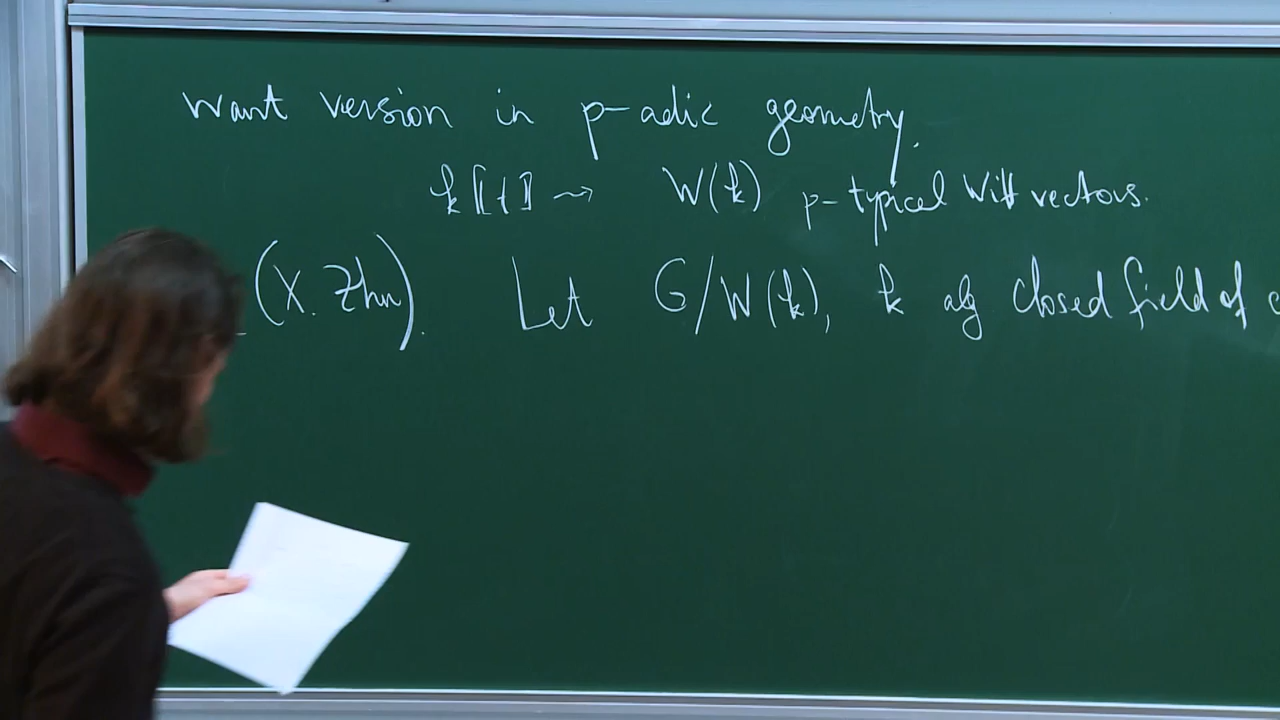 Want version in p-adic geometry.
k[[t]] ⇝ W(k) p-typical Witt vectors.
(X. Zhu). Let G/W(k), k alg closed field of